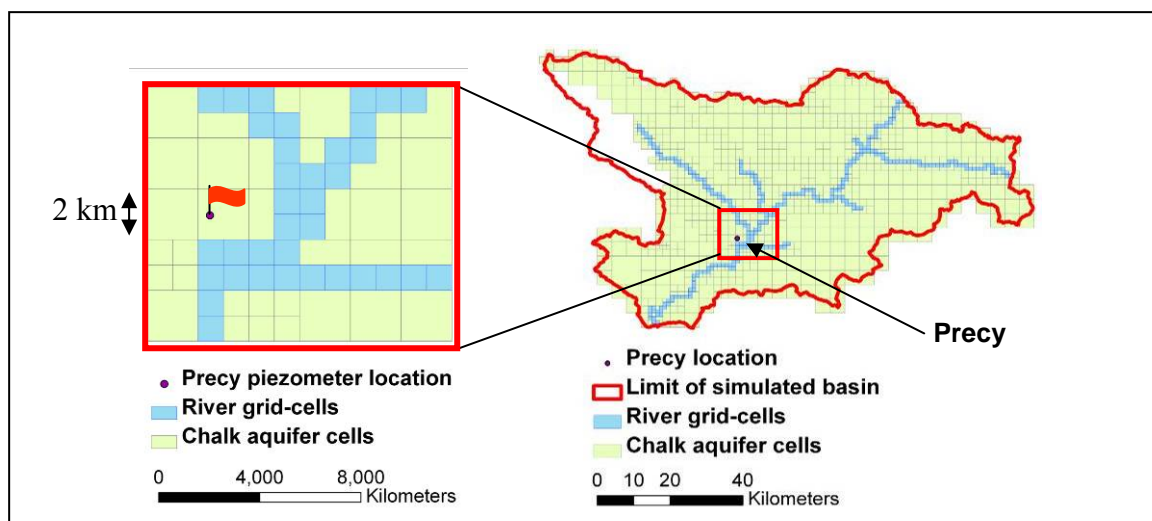 2 km
Precy
Precy piezometer location
River grid-cells
Chalk aquifer cells
0 4,000 8,000
Kilometers
Precy location
Limit of simulated basin
River grid-cells
Chalk aquifer cells
0 10 20 40
Kilometers